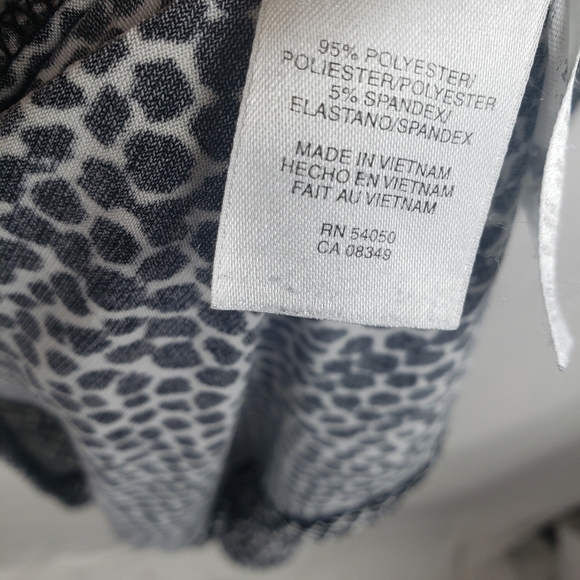 95% POLYESTER/
POLIESTER/POLYESTER
5% SPANDEX/
ELASTANO/SPANDEX
MADE IN VIETNAM
HECHO EN VIETNAM
FAIT AU VIETNAM
RN 54050
CA 08349